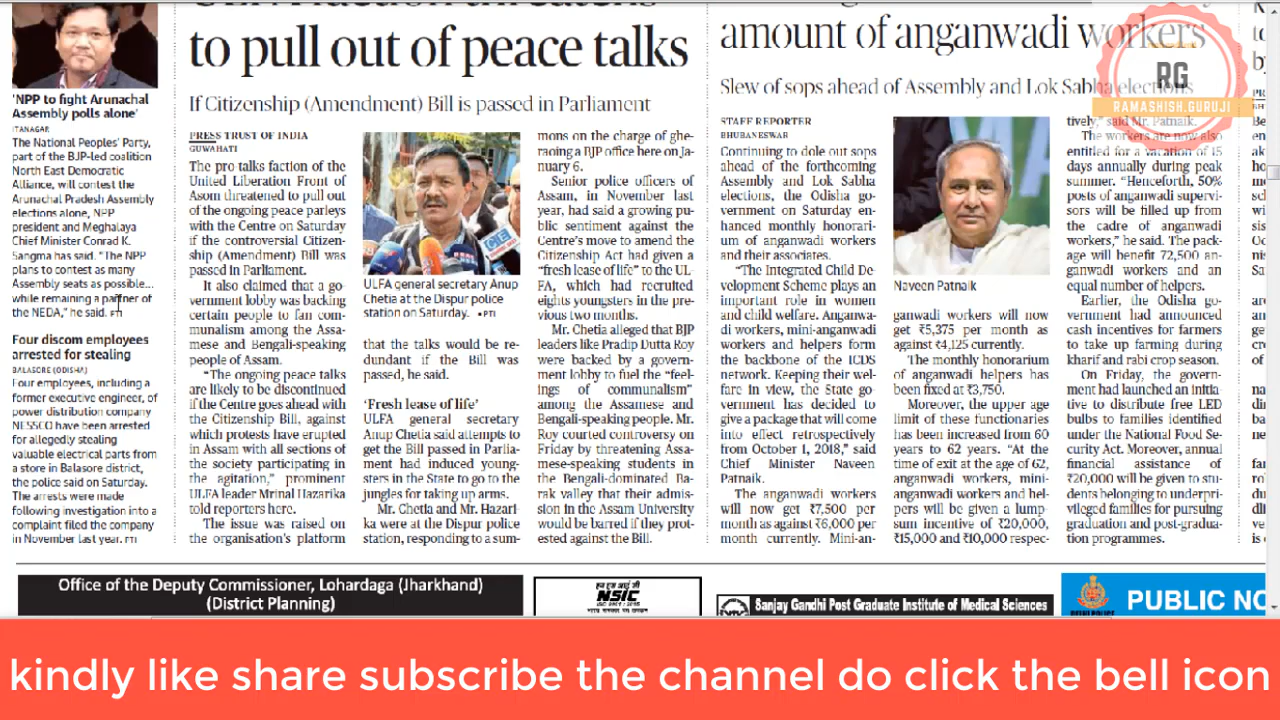 to pull out of peace talks
If Citizenship (Amendment) Bill is passed in Parliament
'NPP to fight Arunachal
Assembly polls alone'
ITANAGAR
The National Peoples' Party,
part of the BJP-led coalition
North East Democratic
Alliance, will contest the
Arunachal Pradesh Assembly
elections alone, NPP
president and Meghalaya
Chief Minister Conrad K.
Sangma has said. "The NPP
plans to contest as many
Assembly seats as possible...
while remaining a partner of
the NEDA," he said. PTI
Four discom employees
arrested for stealing
BALASORE (ODISHA)
Four employees, including a
former executive engineer, of
power distribution company
NESSCO have been arrested
for allegedly stealing
valuable electrical parts from
a store in Balasore district,
the police said on Saturday.
The arrests were made
following investigation into a
complaint filed the company
in November last year. PTI
PRESS TRUST OF INDIA
GUWAHATI
The pro-talks faction of the
United Liberation Front of
Asom threatened to pull out
of the ongoing peace parleys
with the Centre on Saturday
if the controversial Citizen-
ship (Amendment) Bill was
passed in Parliament.
It also claimed that a go-
vernment lobby was backing
certain people to fan com-
munalism among the Assa-
mese and Bengali-speaking
people of Assam.
"The ongoing peace talks
are likely to be discontinued
if the Centre goes ahead with
the Citizenship Bill, against
which protests have erupted
in Assam with all sections of
the society participating in
the agitation," prominent
ULFA leader Mrinal Hazarika
told reporters here.
The issue was raised on
the organisation's platform
ULFA general secretary Anup
Chetia at the Dispur police
station on Saturday. • PTI
that the talks would be re-
dundant if the Bill was
passed, he said.
'Fresh lease of life'
ULFA general secretary
Anup Chetia said attempts to
get the Bill passed in Parlia-
ment had induced young-
sters in the State to go to the
jungles for taking up arms.
Mr. Chetia and Mr. Hazari-
ka were at the Dispur police
station, responding to a sum-
mons on the charge of ghe-
raoing a BJP office here on Ja-
nuary 6.
Senior police officers of
Assam, in November last
year, had said a growing pu-
blic sentiment against the
Centre's move to amend the
Citizenship Act had given a
"fresh lease of life" to the UL-
FA, which had recruited
eights youngsters in the pre-
vious two months.
Mr. Chetia alleged that BJP
leaders like Pradip Dutta Roy
were backed by a govern-
ment lobby to fuel the "feel-
ings of communalism"
among the Assamese and
Bengali-speaking people. Mr.
Roy courted controversy on
Friday by threatening Assa-
mese-speaking students in
the Bengali-dominated Ba-
rak valley that their admis-
sion in the Assam University
would be barred if they prot-
ested against the Bill.
amount of anganwadi workers
Slew of sops ahead of Assembly and Lok Sabha elections
STAFF REPORTER
BHUBANESWAR
Continuing to dole out sops
ahead of the forthcoming
Assembly and Lok Sabha
elections, the Odisha go-
vernment on Saturday en-
hanced monthly honorari-
um of anganwadi workers
and their associates.
"The Integrated Child De-
velopment Scheme plays an
important role in women
and child welfare. Anganwa-
di workers, mini-anganwadi
workers and helpers form
the backbone of the ICDS
network. Keeping their wel-
fare in view, the State go-
vernment has decided to
give a package that will come
into effect retrospectively
from October 1, 2018," said
Chief Minister Naveen
Patnaik.
The anganwadi workers
will now get ₹7,500 per
month as against ₹6,000 per
month currently. Mini-an-
Naveen Patnaik
ganwadi workers will now
get ₹5,375 per month as
against ₹4,125 currently.
The monthly honorarium
of anganwadi helpers has
been fixed at ₹3,750.
Moreover, the upper age
limit of these functionaries
has been increased from 60
years to 62 years. "At the
time of exit at the age of 62,
anganwadi workers, mini-
anganwadi workers and hel-
pers will be given a lump-
sum incentive of ₹20,000,
₹15,000 and ₹10,000 respec-
tively," said Mr. Patnaik.
The workers are now also
entitled for a vacation of 15
days annually during peak
summer. "Henceforth, 50%
posts of anganwadi supervi-
sors will be filled up from
the cadre of anganwadi
workers," he said. The pack-
age will benefit 72,500 an-
ganwadi workers and an
equal number of helpers.
Earlier, the Odisha go-
vernment had announced
cash incentives for farmers
to take up farming during
kharif and rabi crop season.
On Friday, the govern-
ment had launched an initia-
tive to distribute free LED
bulbs to families identified
under the National Food Se-
curity Act. Moreover, annual
financial assistance of
₹20,000 will be given to stu-
dents belonging to underpri-
vileged families for pursuing
graduation and post-gradua-
tion programmes.
RG
RAMASHISH.GURUJI
Office of the Deputy Commissioner, Lohardaga (Jharkhand)
(District Planning)
NSIC
Sanjay Gandhi Post Graduate Institute of Medical Sciences
PUBLIC NO
kindly like share subscribe the channel do click the bell icon